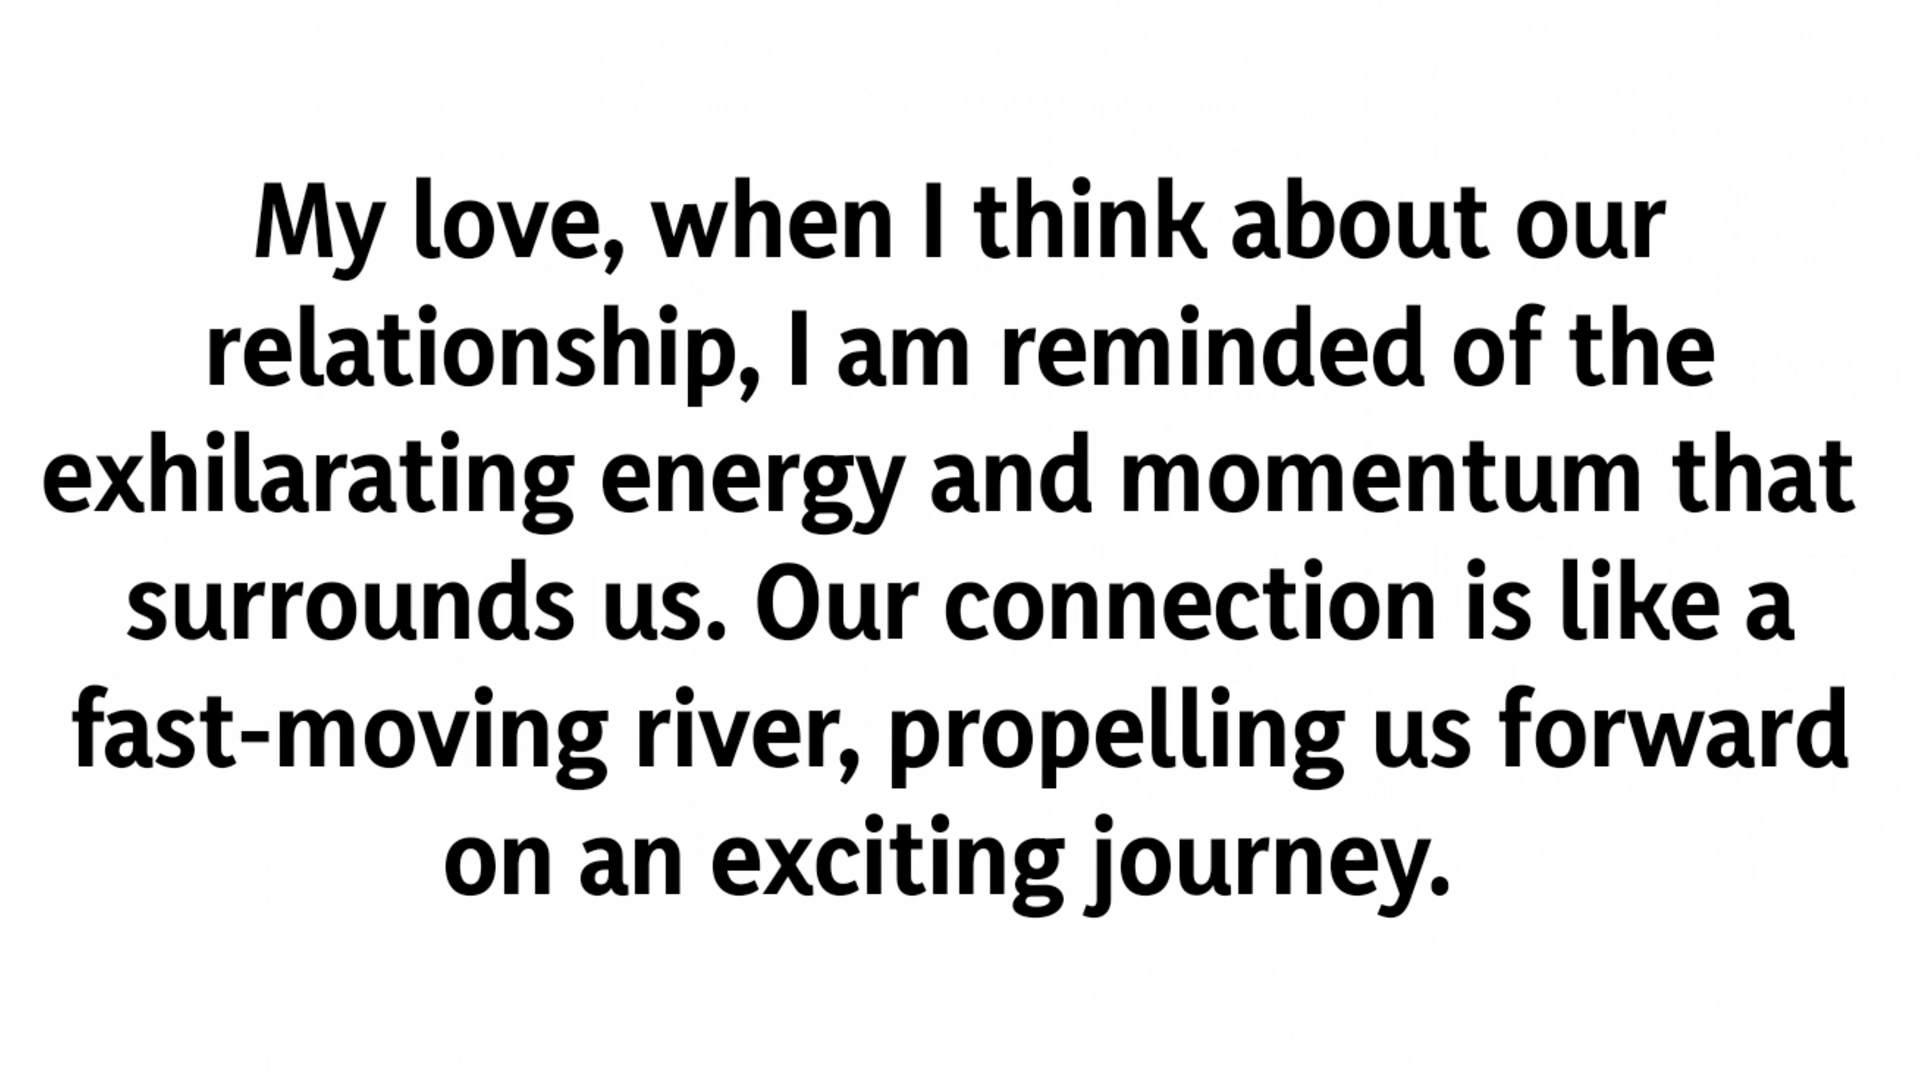 My love, when I think about our
relationship, I am reminded of the
exhilarating energy and momentum that
surrounds us. Our connection is like a
fast-moving river, propelling us forward
on an exciting journey.